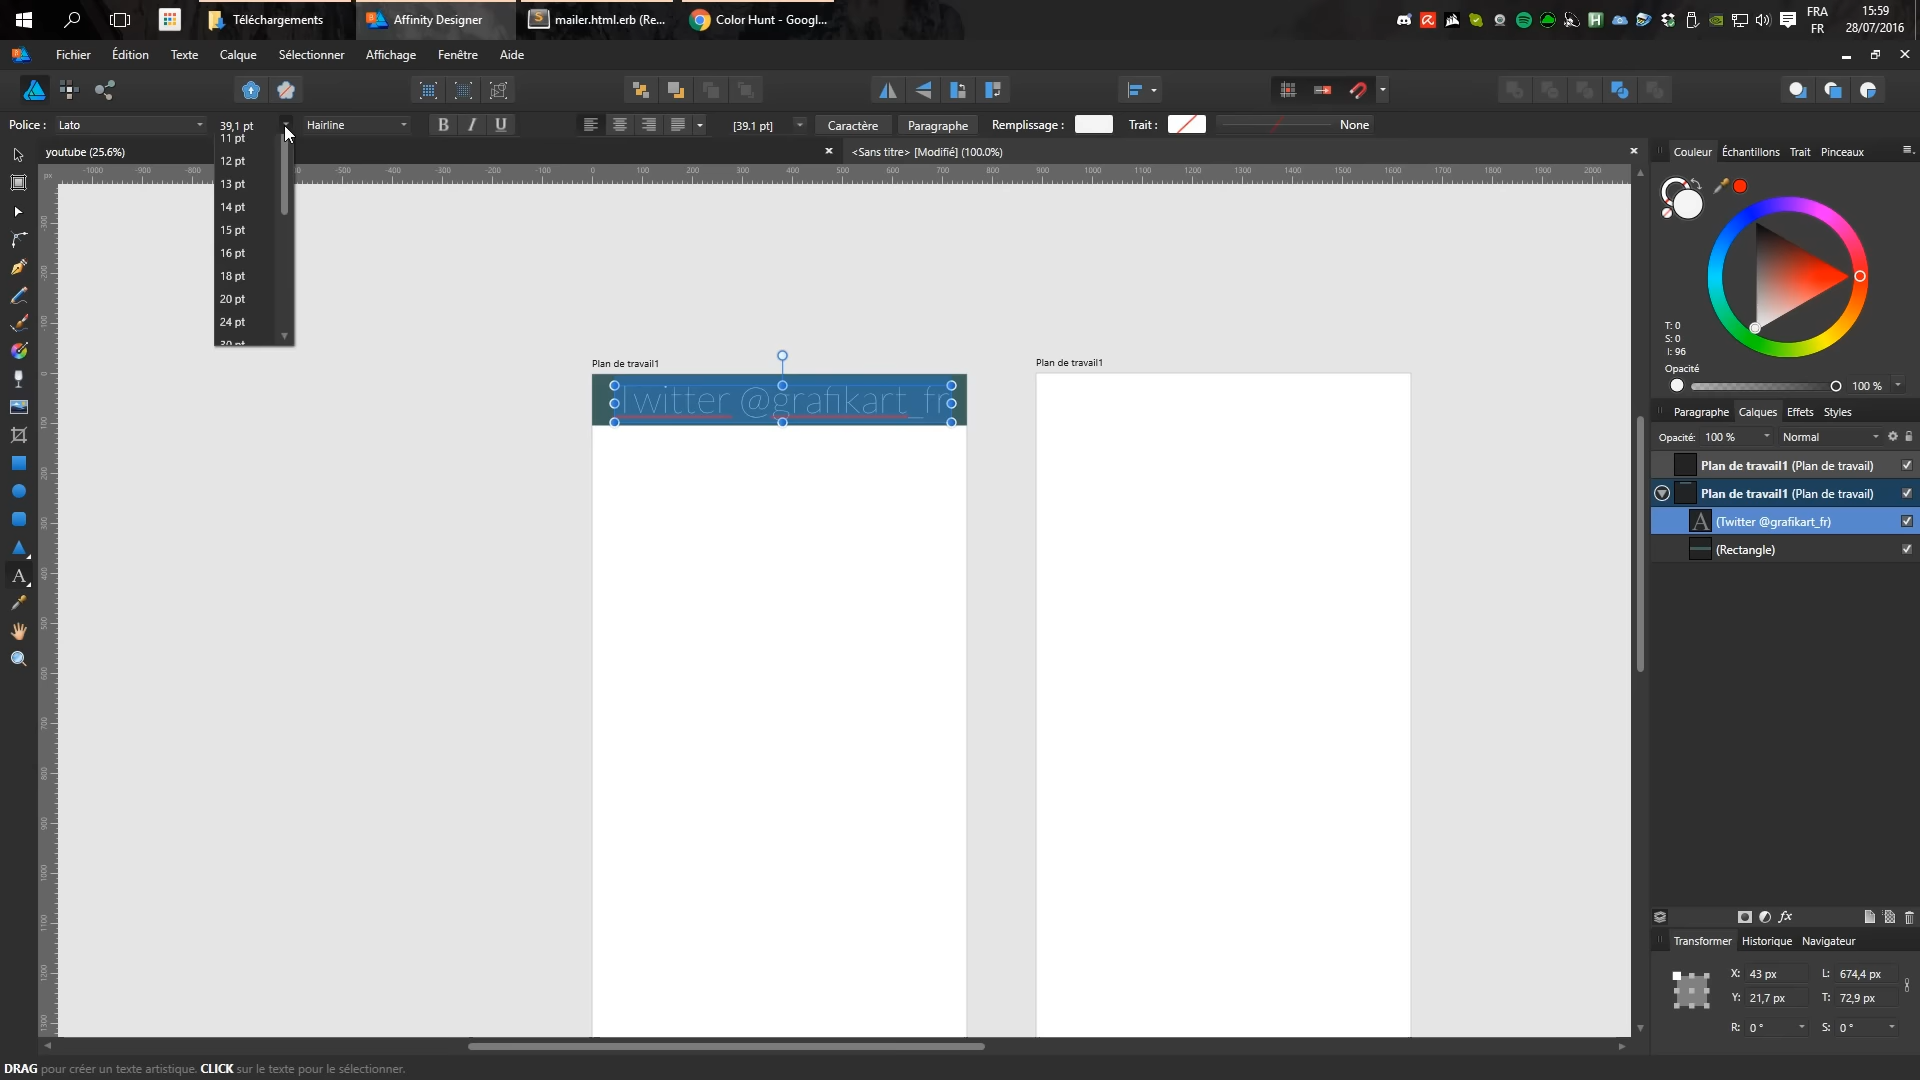 Téléchargements
Affinity Designer
mailer.html.erb (Re...
Color Hunt - Googl...
FRA
FR
15:59
28/07/2016
Fichier
Édition
Texte
Calque
Sélectionner
Affichage
Fenêtre
Aide
Police :
Lato
39,1 pt
Hairline
B
I
U
[39.1 pt]
Caractère
Paragraphe
Remplissage :
Trait :
None
youtube (25.6%)
<Sans titre> [Modifié] (100.0%)
11 pt
12 pt
13 pt
14 pt
15 pt
16 pt
18 pt
20 pt
24 pt
Plan de travail1
Twitter @grafikart_fr
Plan de travail1
Couleur
Échantillons
Trait
Pinceaux
T: 0
S: 0
I: 96
Opacité
100 %
Paragraphe
Calques
Effets
Styles
Opacité:
100 %
Normal
Plan de travail1 (Plan de travail)
Plan de travail1 (Plan de travail)
(Twitter @grafikart_fr)
(Rectangle)
Transformer
Historique
Navigateur
X: 43 px
L: 674,4 px
Y: 21,7 px
T: 72,9 px
R: 0 °
S: 0 °
DRAG pour créer un texte artistique. CLICK sur le texte pour le sélectionner.